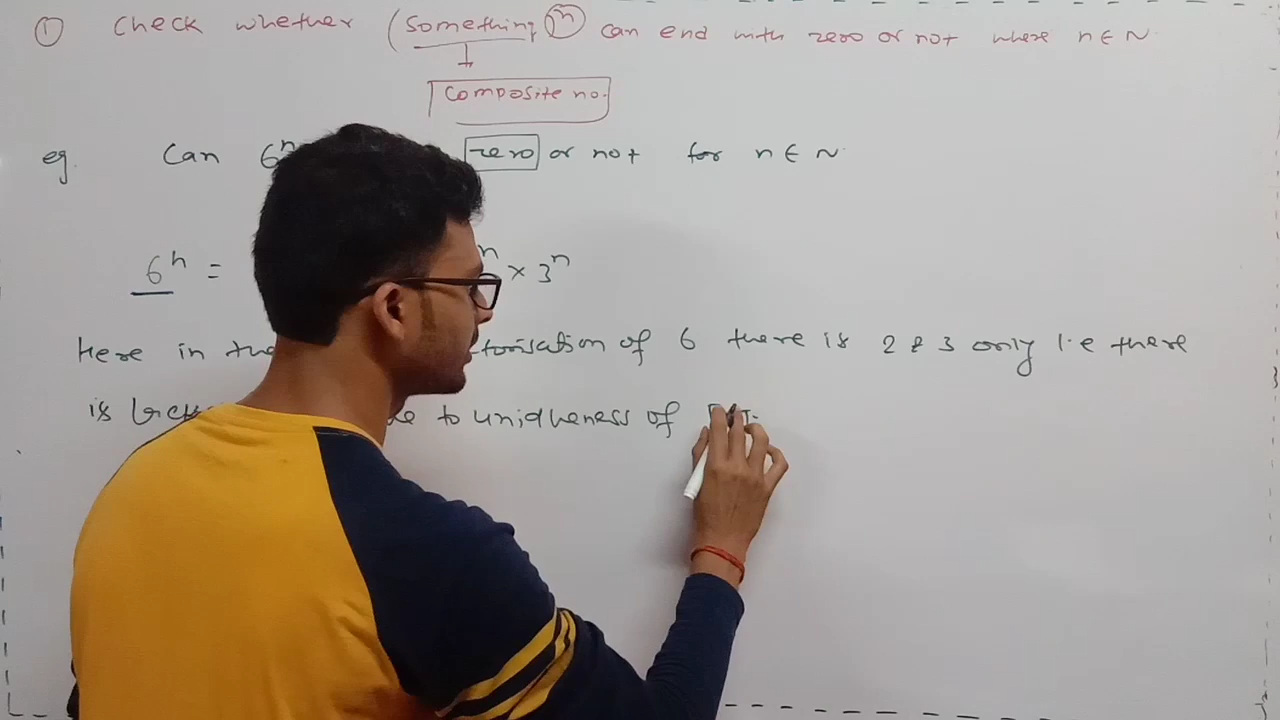 ① Check whether (Something)ⁿ can end with zero or not where n ∈ N.
Composite no.
eg. Can 6ⁿ zero or not for n ∈ N.
6ⁿ = ⁿ × 3ⁿ
Here in the torisation of 6 there is 2 & 3 only i.e there
is to uniqueness of